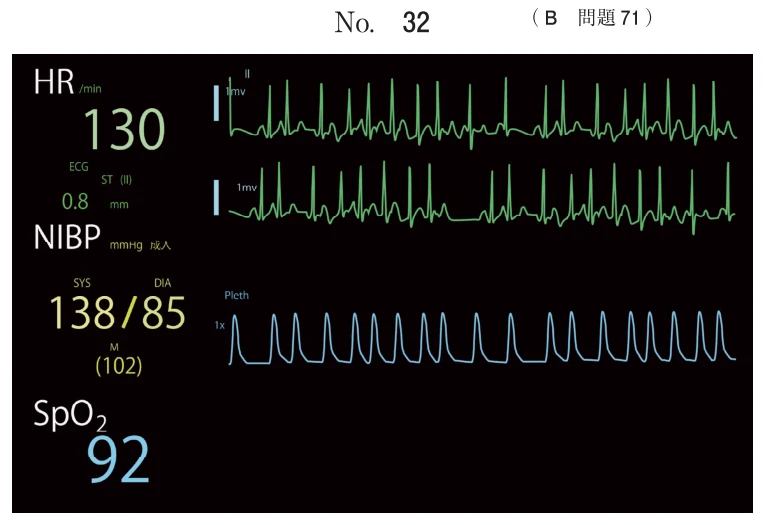 No. 32 （B 問題 71）
HR /min
130
ECG
ST (II)
0.8 mm
NIBP mmHg 成人
SYS DIA
138/85
M
(102)
SpO2
92
II
1mv
1mv
Pleth
1x